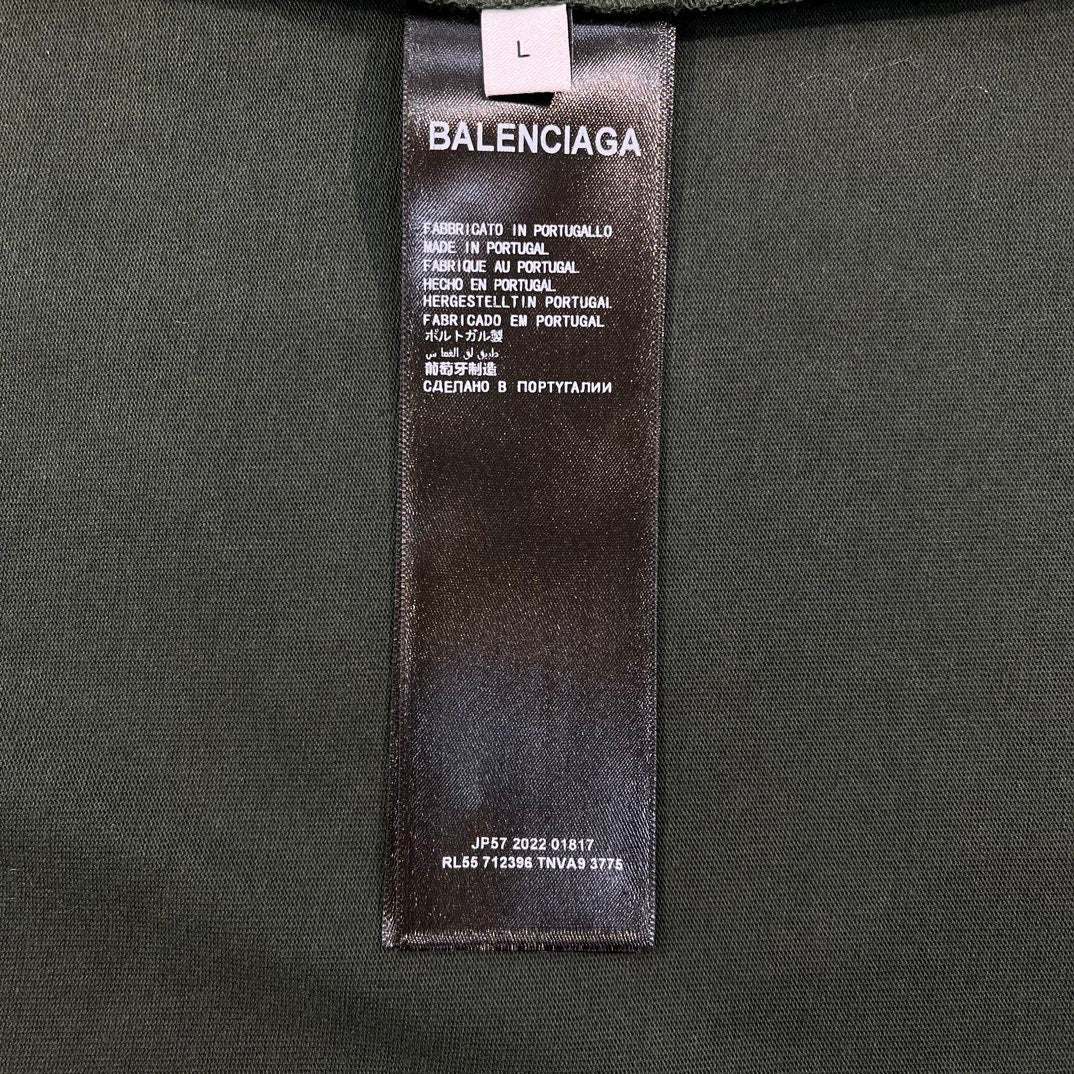 L
BALENCIAGA
FABBRICATO IN PORTUGALLO
MADE IN PORTUGAL
FABRIQUE AU PORTUGAL
HECHO EN PORTUGAL
HERGESTELLTIN PORTUGAL
FABRICADO EM PORTUGAL
ポルトガル製
葡萄牙制造
СДЕЛАНО В ПОРТУГАЛИИ
JP57 2022 01817
RL55 712396 TNVA9 3775